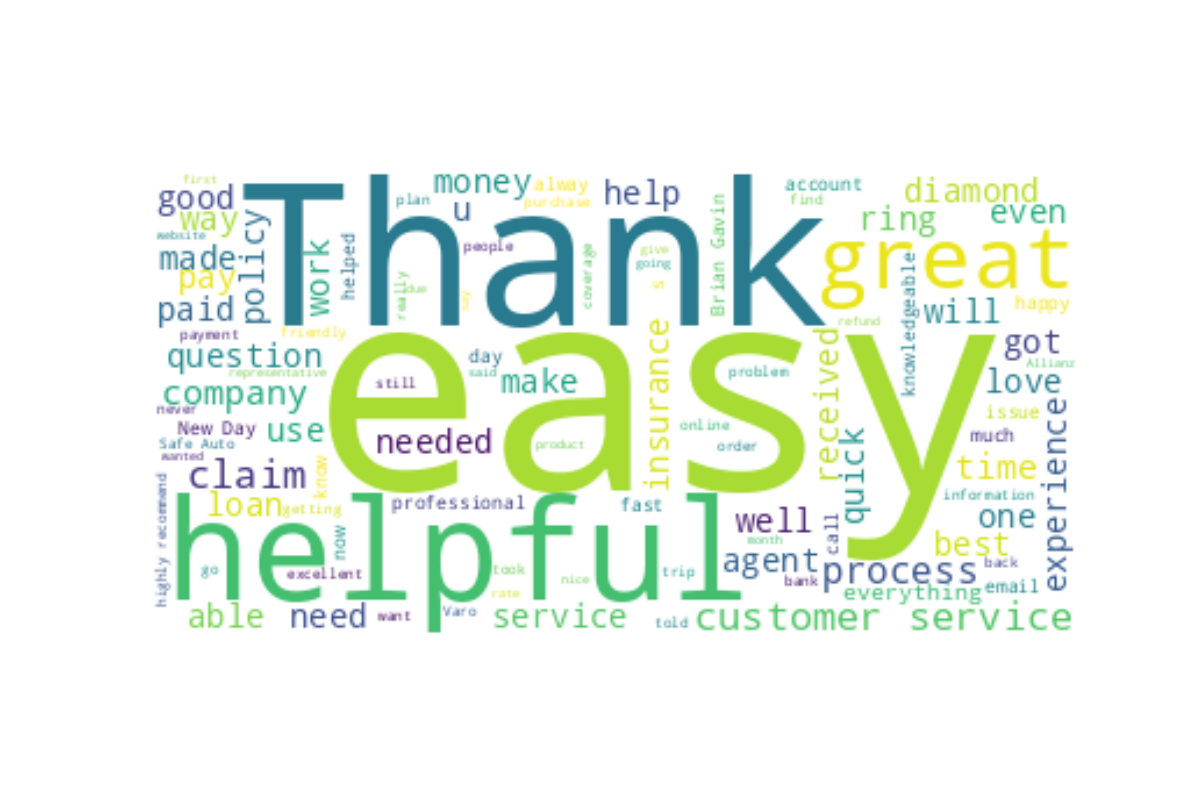 first
good
way
website
made
pay
paid
policy
work
helped
plan
money
u
alway
purchase
people
help
account
find
diamond
ring
even
Thank
great
really
due
say
coverage
give
going
s
Brian Gavin
knowledgeable
will
happy
refund
payment
friendly
question
representative
company
never
New Day
use
Safe Auto
wanted
claim
know
loan
getting
highly recommend
easy
day
said
still
make
needed
product
insurance
problem
online
order
received
quick
got
Allianz
love
issue
much
time
experience
information
one
best
back
email
helpful
professional
fast
well
month
call
agent
process
bank
everything
now
go
excellent
took
nice
rate
trip
able
need
want
Varo
service
told
customer service